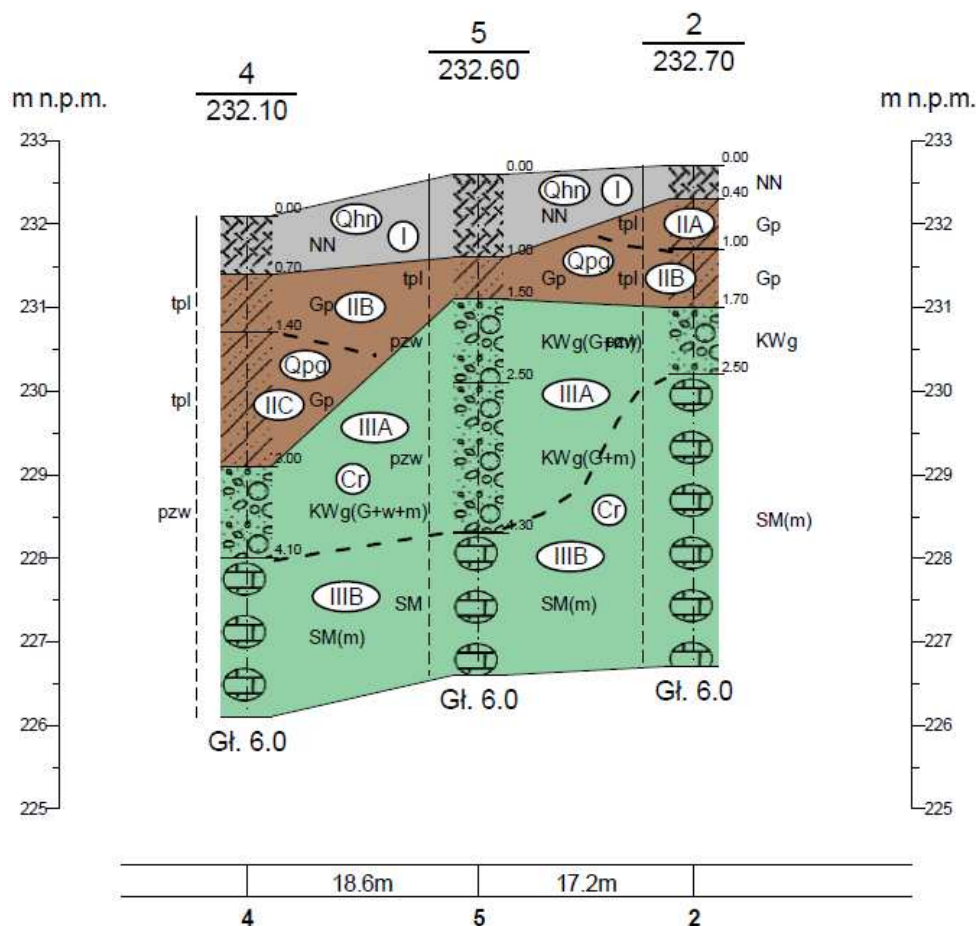 5
232.60
2
232.70
4
232.10
m n.p.m.
m n.p.m.
233
233
0.00
0.00
Qhn
I
NN
0.40
NN
0.00
Qhn
I
NN
tpl
IIA
Gp
232
232
1.00
1.00
0.70
tpl
Qpg
Gp
tpl
IIB
Gp
tpl
Gp
IIB
1.50
1.70
231
231
1.40
pzw
KWg(G+m)
KWg
Qpg
2.50
2.50
230
230
tpl
IIC
Gp
IIIA
IIIA
pzw
KWg(G+m)
3.00
229
229
Cr
pzw
KWg(G+w+m)
Cr
SM(m)
4.30
228
228
4.10
IIIB
IIIB
SM
SM(m)
SM(m)
227
227
Gł. 6.0
Gł. 6.0
Gł. 6.0
226
226
225
225
18.6m
17.2m
4
5
2